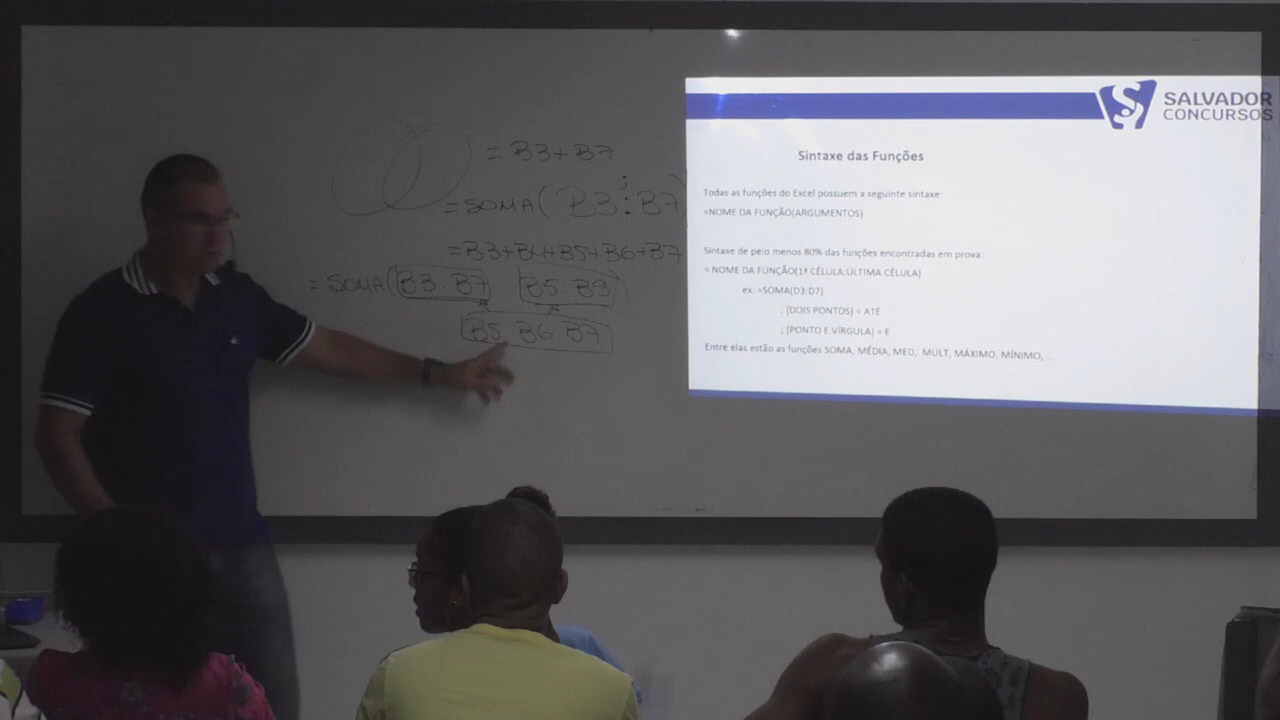 = B3+B7
;
=SOMA(B3:B7)
=B3+B4+B5+B6+B7
=SOMA(B3:B7 B5:B9)
B5 B6 B7
SALVADOR
CONCURSOS
Sintaxe das Funções
Todas as funções do Excel possuem a seguinte sintaxe:
=NOME DA FUNÇÃO(ARGUMENTOS)
Sintaxe de pelo menos 80% das funções encontradas em prova:
= NOME DA FUNÇÃO(1ª CÉLULA:ÚLTIMA CÉLULA)
ex: =SOMA(D3:D7)
: (DOIS PONTOS) = ATÉ
; (PONTO E VÍRGULA) = E
Entre elas estão as funções SOMA, MÉDIA, MED, MULT, MÁXIMO, MÍNIMO, ...